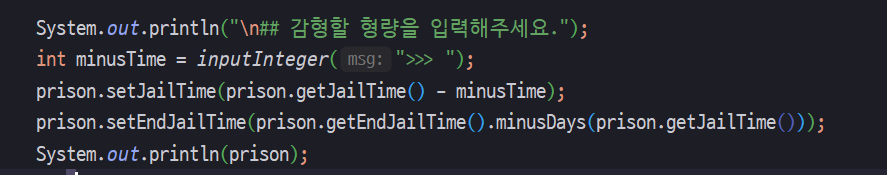 System.out.println("\n## 감형할 형량을 입력해주세요.");
int minusTime = inputInteger( msg: ">>> ");
prison.setJailTime(prison.getJailTime() - minusTime);
prison.setEndJailTime(prison.getEndJailTime().minusDays(prison.getJailTime()));
System.out.println(prison);